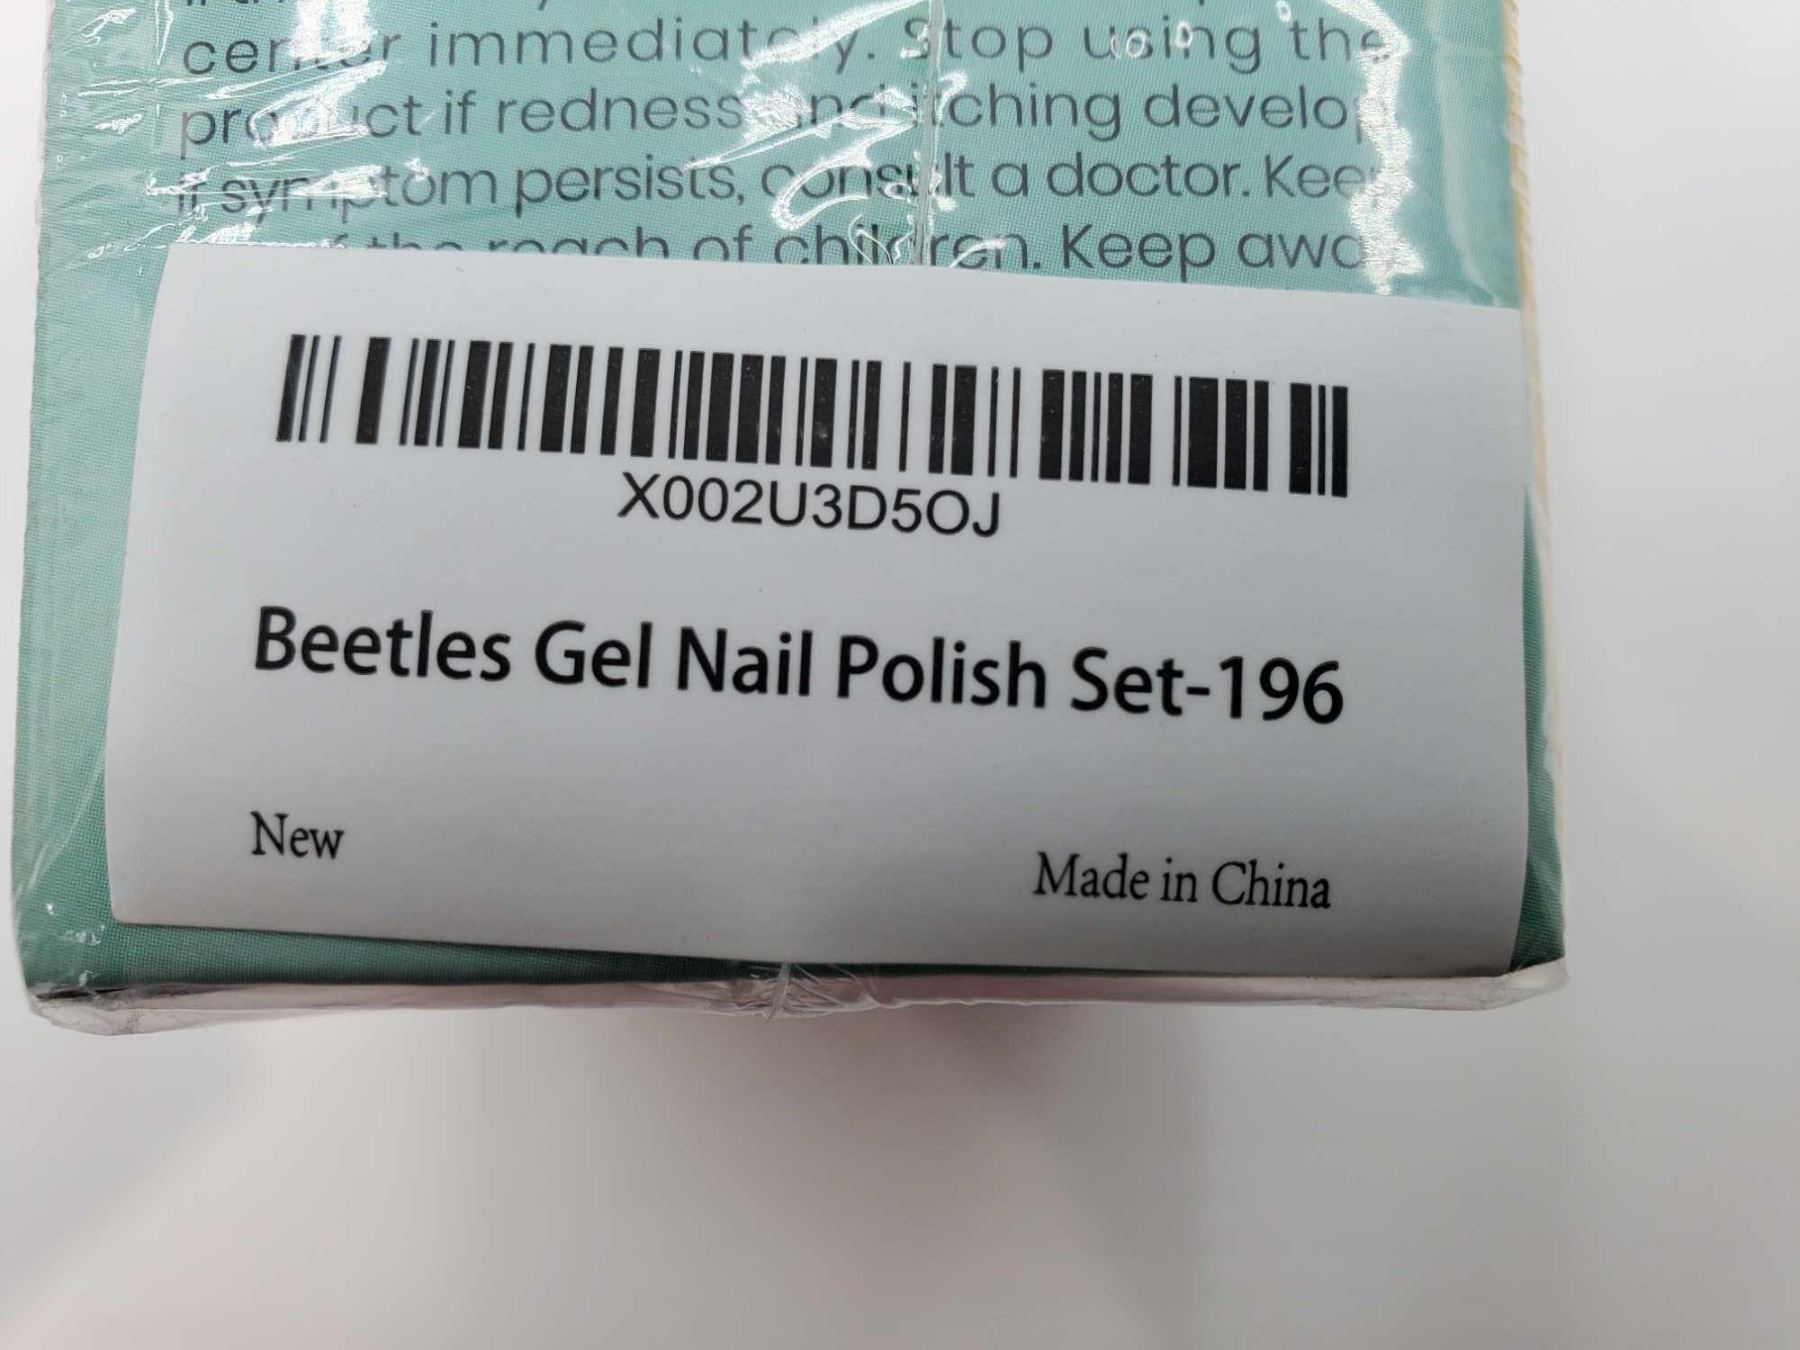 center immediately. Stop using the
product if redness and itching develop
if symptom persists, consult a doctor. Keep
of the reach of children. Keep away
X002U3D5OJ
Beetles Gel Nail Polish Set-196
New
Made in China